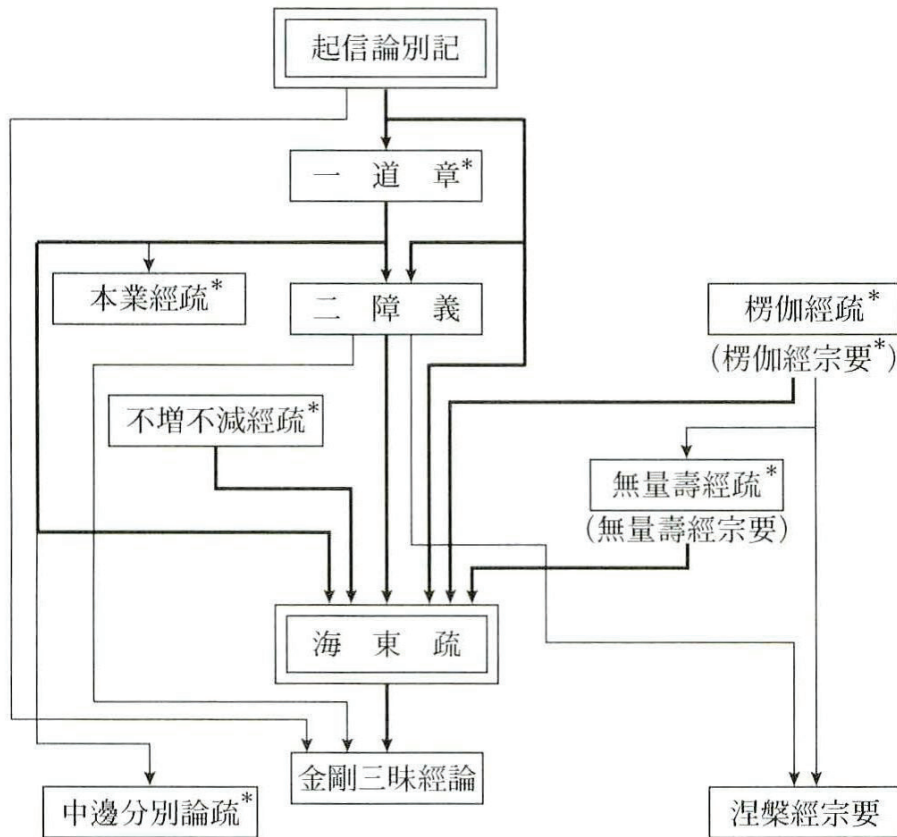 起信論別記
一道章*
本業經疏*
二障義
楞伽經疏*
(楞伽經宗要*)
不增不減經疏*
無量壽經疏*
(無量壽經宗要)
海東疏
金剛三昧經論
中邊分別論疏*
涅槃經宗要